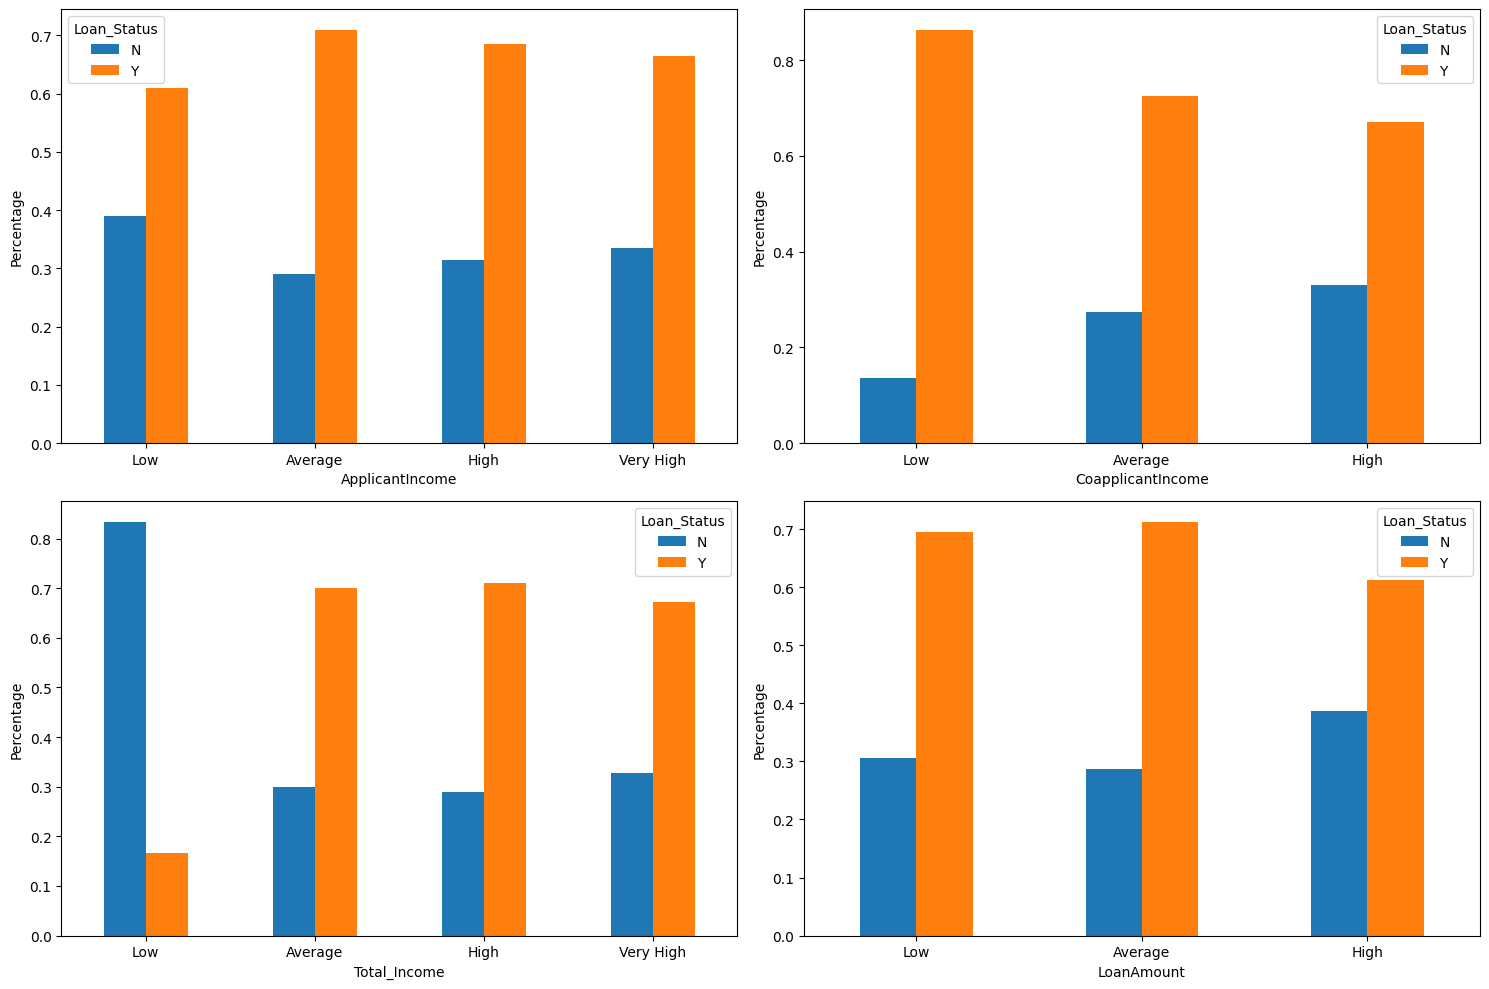 Loan_Status
N
Y
0.7
0.6
0.5
0.4
0.3
0.2
0.1
0.0
Percentage
Low Average High Very High
ApplicantIncome
Loan_Status
N
Y
0.8
0.6
0.4
0.2
0.0
Percentage
Low Average High
CoapplicantIncome
Loan_Status
N
Y
0.8
0.7
0.6
0.5
0.4
0.3
0.2
0.1
0.0
Percentage
Low Average High Very High
Total_Income
Loan_Status
N
Y
0.7
0.6
0.5
0.4
0.3
0.2
0.1
0.0
Percentage
Low Average High
LoanAmount